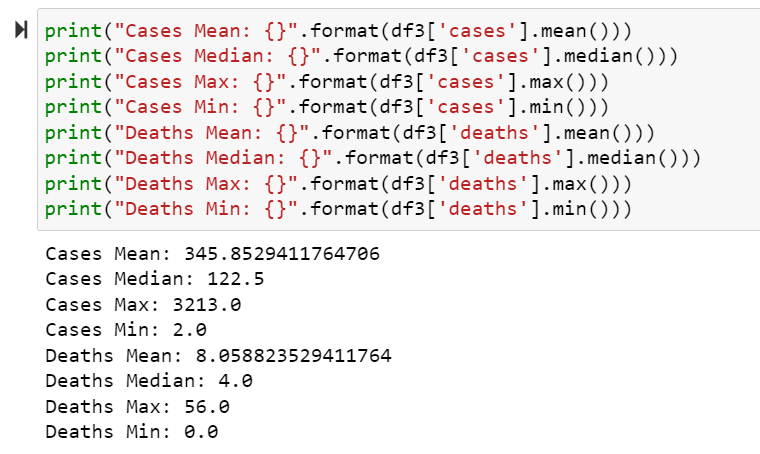 print("Cases Mean: {}".format(df3['cases'].mean()))
print("Cases Median: {}".format(df3['cases'].median()))
print("Cases Max: {}".format(df3['cases'].max()))
print("Cases Min: {}".format(df3['cases'].min()))
print("Deaths Mean: {}".format(df3['deaths'].mean()))
print("Deaths Median: {}".format(df3['deaths'].median()))
print("Deaths Max: {}".format(df3['deaths'].max()))
print("Deaths Min: {}".format(df3['deaths'].min()))
Cases Mean: 345.8529411764706
Cases Median: 122.5
Cases Max: 3213.0
Cases Min: 2.0
Deaths Mean: 8.058823529411764
Deaths Median: 4.0
Deaths Max: 56.0
Deaths Min: 0.0